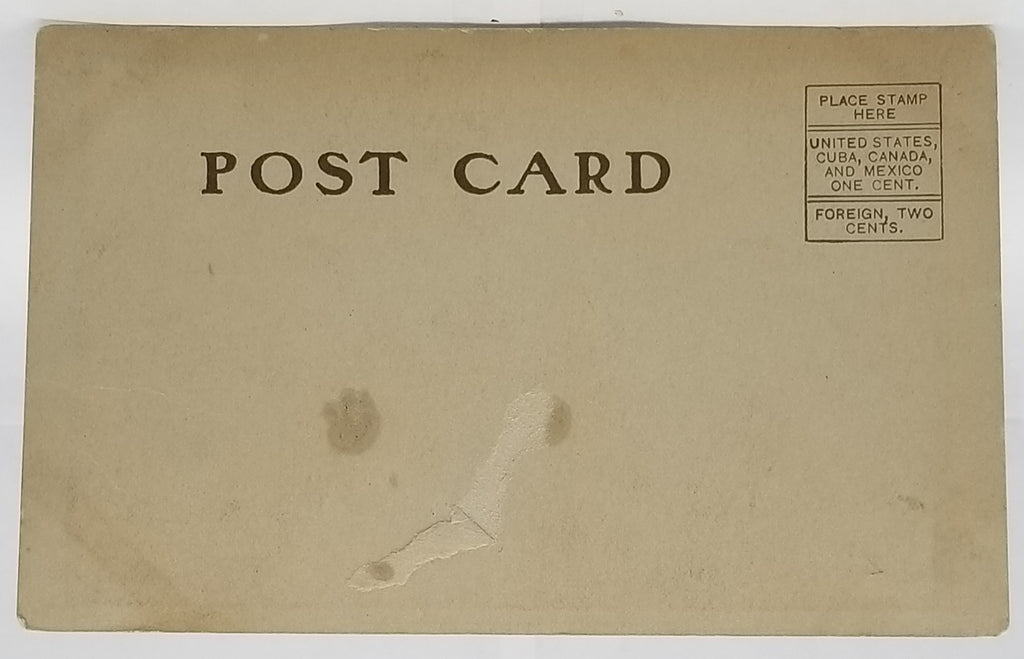 POST CARD
PLACE STAMP
HERE
UNITED STATES,
CUBA, CANADA,
AND MEXICO
ONE CENT.
FOREIGN, TWO
CENTS.